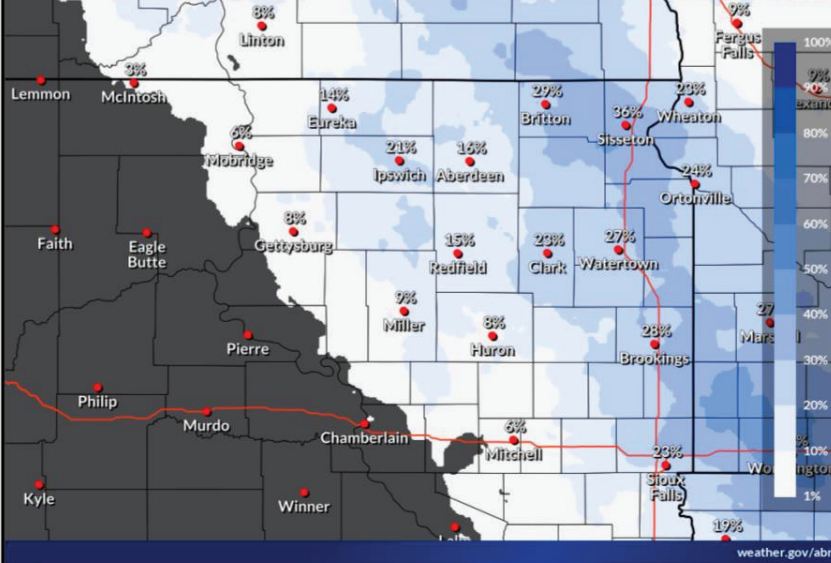 8%
Linton
9%
Fergus
Falls
100%
Lemmon
3%
McIntosh
14%
Eureka
29%
Britton
36%
Sisseton
23%
Wheaton
9%
90%
80%
6%
Mobridge
21%
Ipswich
16%
Aberdeen
24%
Ortonville
70%
60%
Faith
Eagle
Butte
8%
Gettysburg
15%
Redfield
23%
Clark
27%
Watertown
50%
40%
9%
Miller
8%
Huron
28%
Brookings
27
30%
Pierre
Philip
Murdo
Chamberlain
6%
Mitchell
23%
Sioux
Falls
20%
10%
1%
Kyle
Winner
19%
weather.gov/abr